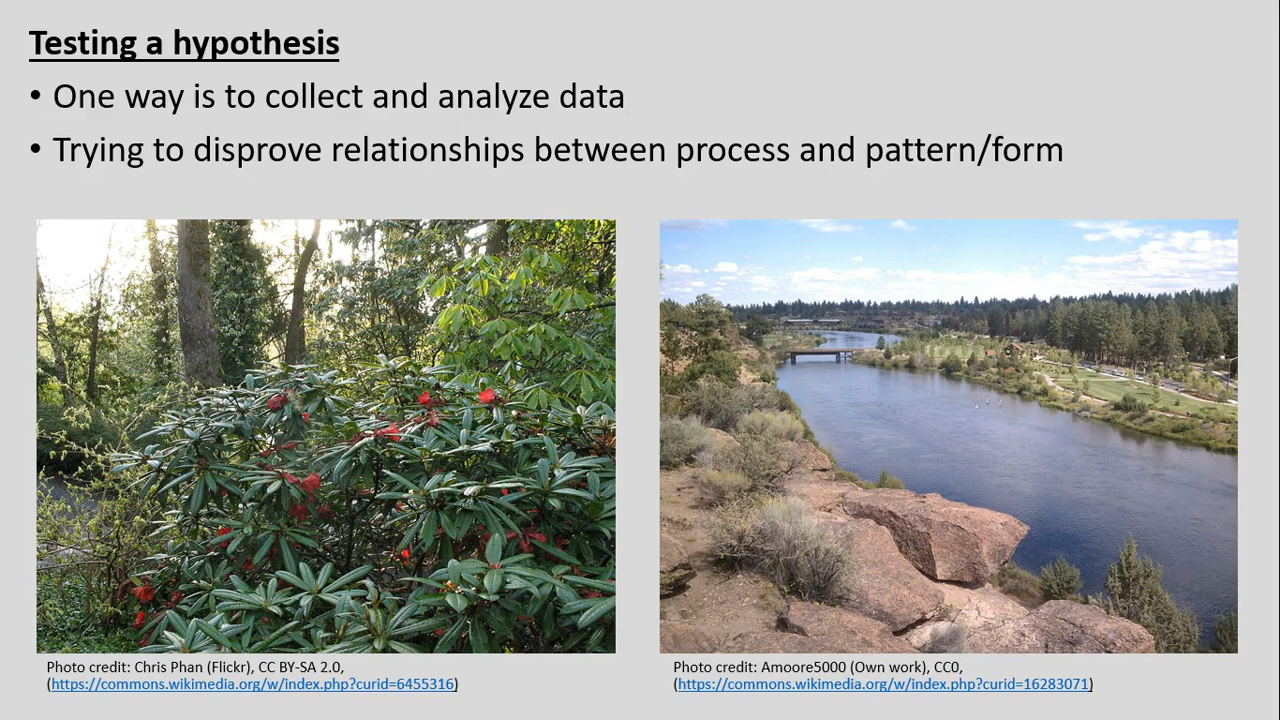 Testing a hypothesis
• One way is to collect and analyze data
• Trying to disprove relationships between process and pattern/form
Photo credit: Chris Phan (Flickr), CC BY-SA 2.0,
(https://commons.wikimedia.org/w/index.php?curid=6455316)
Photo credit: Amoore5000 (Own work), CC0,
(https://commons.wikimedia.org/w/index.php?curid=16283071)